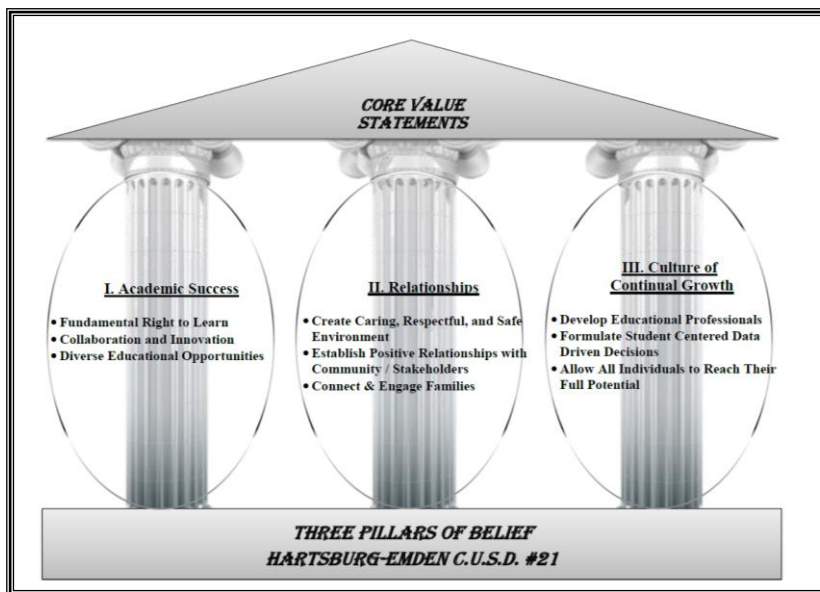 CORE VALUE
STATEMENTS
I. Academic Success
• Fundamental Right to Learn
• Collaboration and Innovation
• Diverse Educational Opportunities
II. Relationships
• Create Caring, Respectful, and Safe
Environment
• Establish Positive Relationships with
Community / Stakeholders
• Connect & Engage Families
III. Culture of
Continual Growth
• Develop Educational Professionals
• Formulate Student Centered Data
Driven Decisions
• Allow All Individuals to Reach Their
Full Potential
THREE PILLARS OF BELIEF
HARTSBURG-EMDEN C.U.S.D. #21